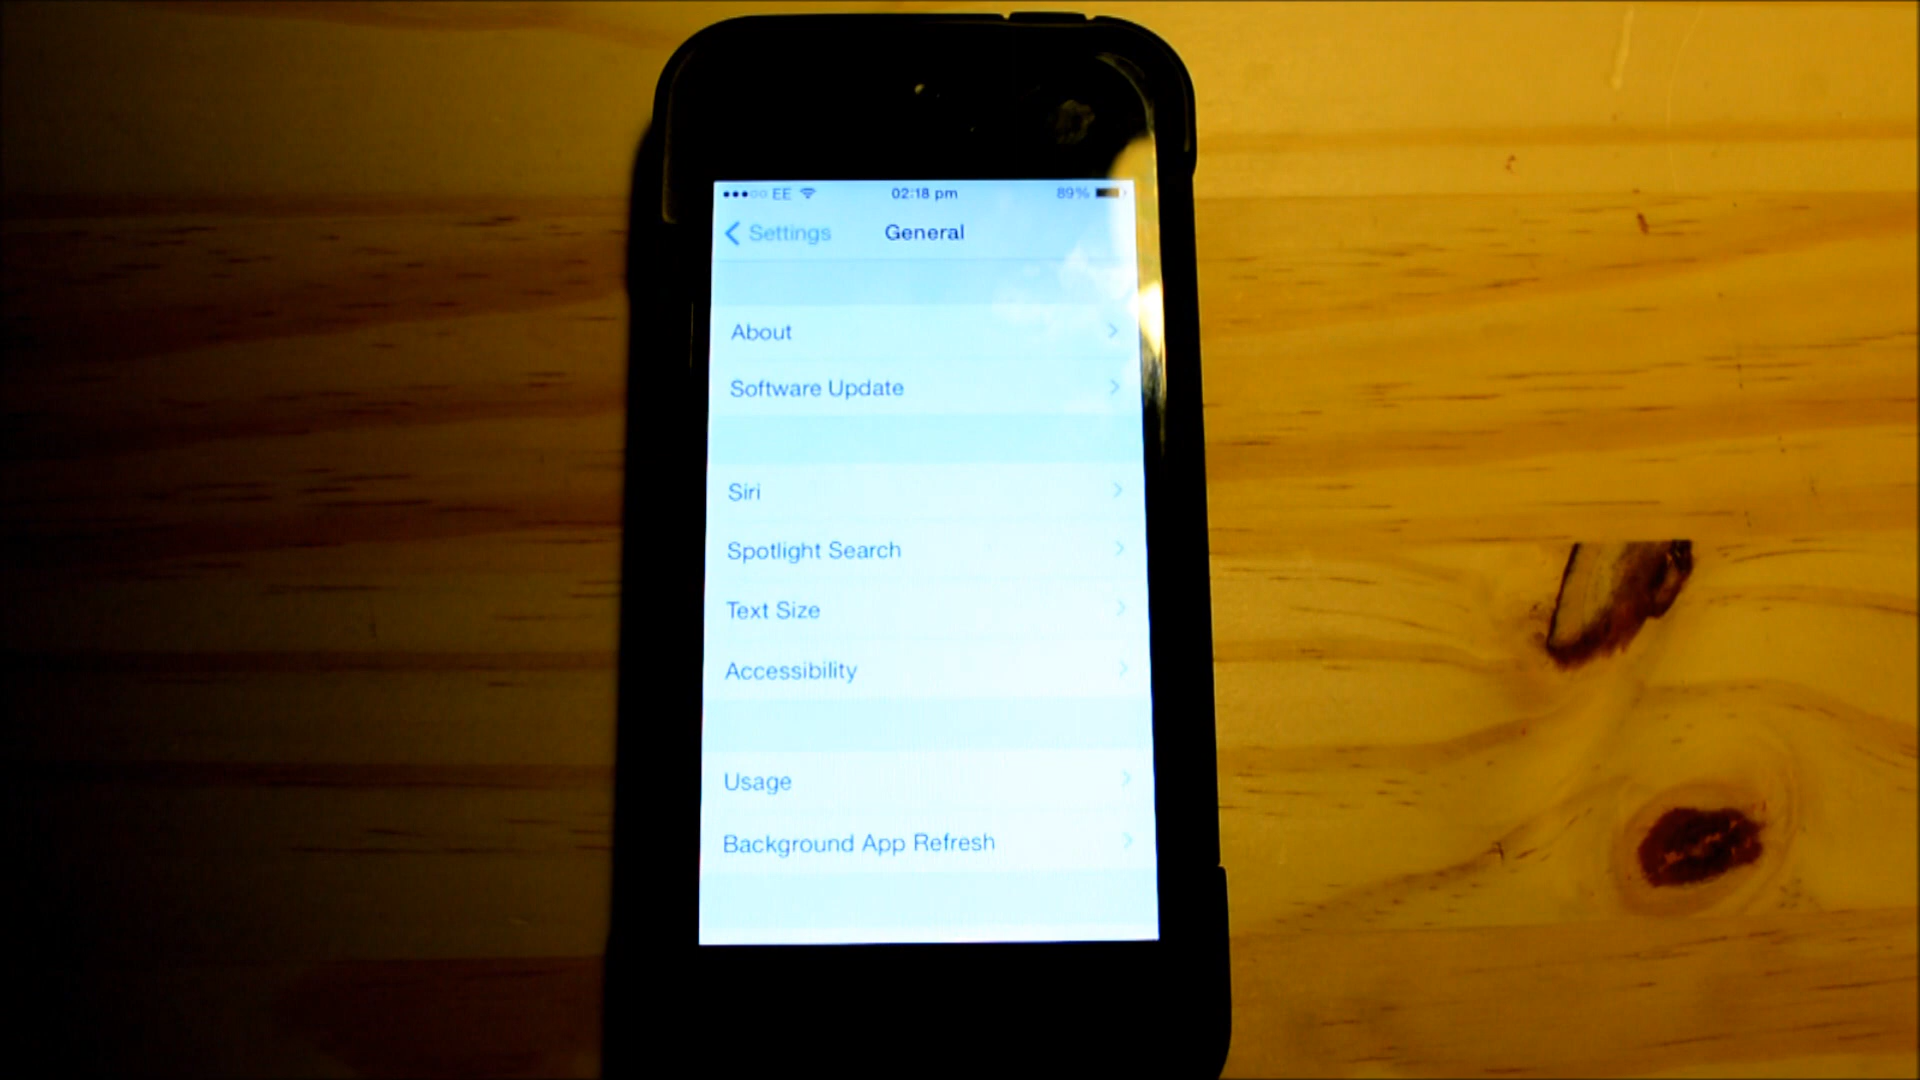 EE 02:18 pm 89%
Settings General
About
Software Update
Siri
Spotlight Search
Text Size
Accessibility
Usage
Background App Refresh